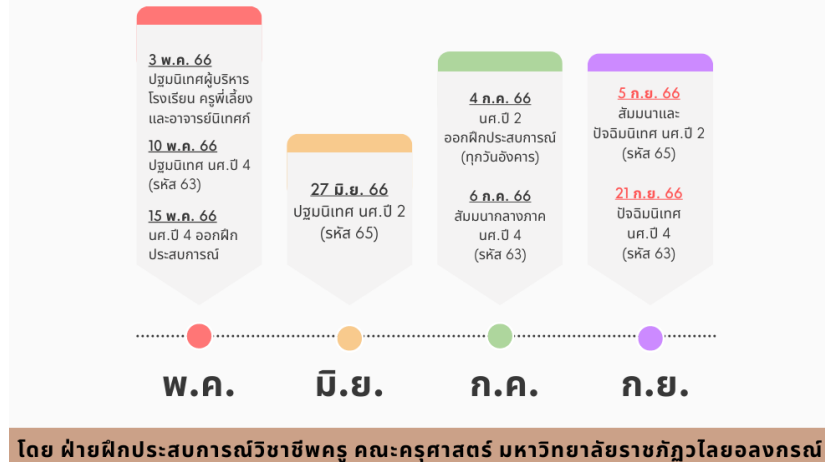 3 พ.ค. 66
ปฐมนิเทศผู้บริหาร
โรงเรียน ครูพี่เลี้ยง
และอาจารย์นิเทศก์
10 พ.ค. 66
ปฐมนิเทศ นศ.ปี 4
(รหัส 63)
15 พ.ค. 66
นศ.ปี 4 ออกฝึก
ประสบการณ์
27 มิ.ย. 66
ปฐมนิเทศ นศ.ปี 2
(รหัส 65)
4 ก.ค. 66
นศ.ปี 2
ออกฝึกประสบการณ์
(ทุกวันอังคาร)
6 ก.ค. 66
สัมมนากลางภาค
นศ.ปี 4
(รหัส 63)
5 ก.ย. 66
สัมมนาและ
ปัจฉิมนิเทศ นศ.ปี 2
(รหัส 65)
21 ก.ย. 66
ปัจฉิมนิเทศ
นศ.ปี 4
(รหัส 63)
พ.ค.
มิ.ย.
ก.ค.
ก.ย.
โดย ฝ่ายฝึกประสบการณ์วิชาชีพครู คณะครุศาสตร์ มหาวิทยาลัยราชภัฏวไลยอลงกรณ์